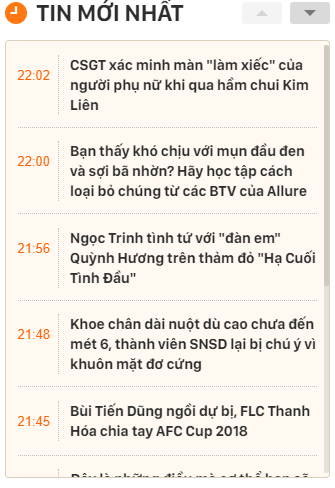 TIN MỚI NHẤT
22:02
CSGT xác minh màn "làm xiếc" của
người phụ nữ khi qua hầm chui Kim
Liên
22:00
Bạn thấy khó chịu với mụn đầu đen
và sợi bã nhờn? Hãy học tập cách
loại bỏ chúng từ các BTV của Allure
21:56
Ngọc Trinh tình tứ với "đàn em"
Quỳnh Hương trên thảm đỏ "Hạ Cuối
Tình Đầu"
21:48
Khoe chân dài nuột dù cao chưa đến
mét 6, thành viên SNSD lại bị chú ý vì
khuôn mặt đơ cứng
21:45
Bùi Tiến Dũng ngồi dự bị, FLC Thanh
Hóa chia tay AFC Cup 2018